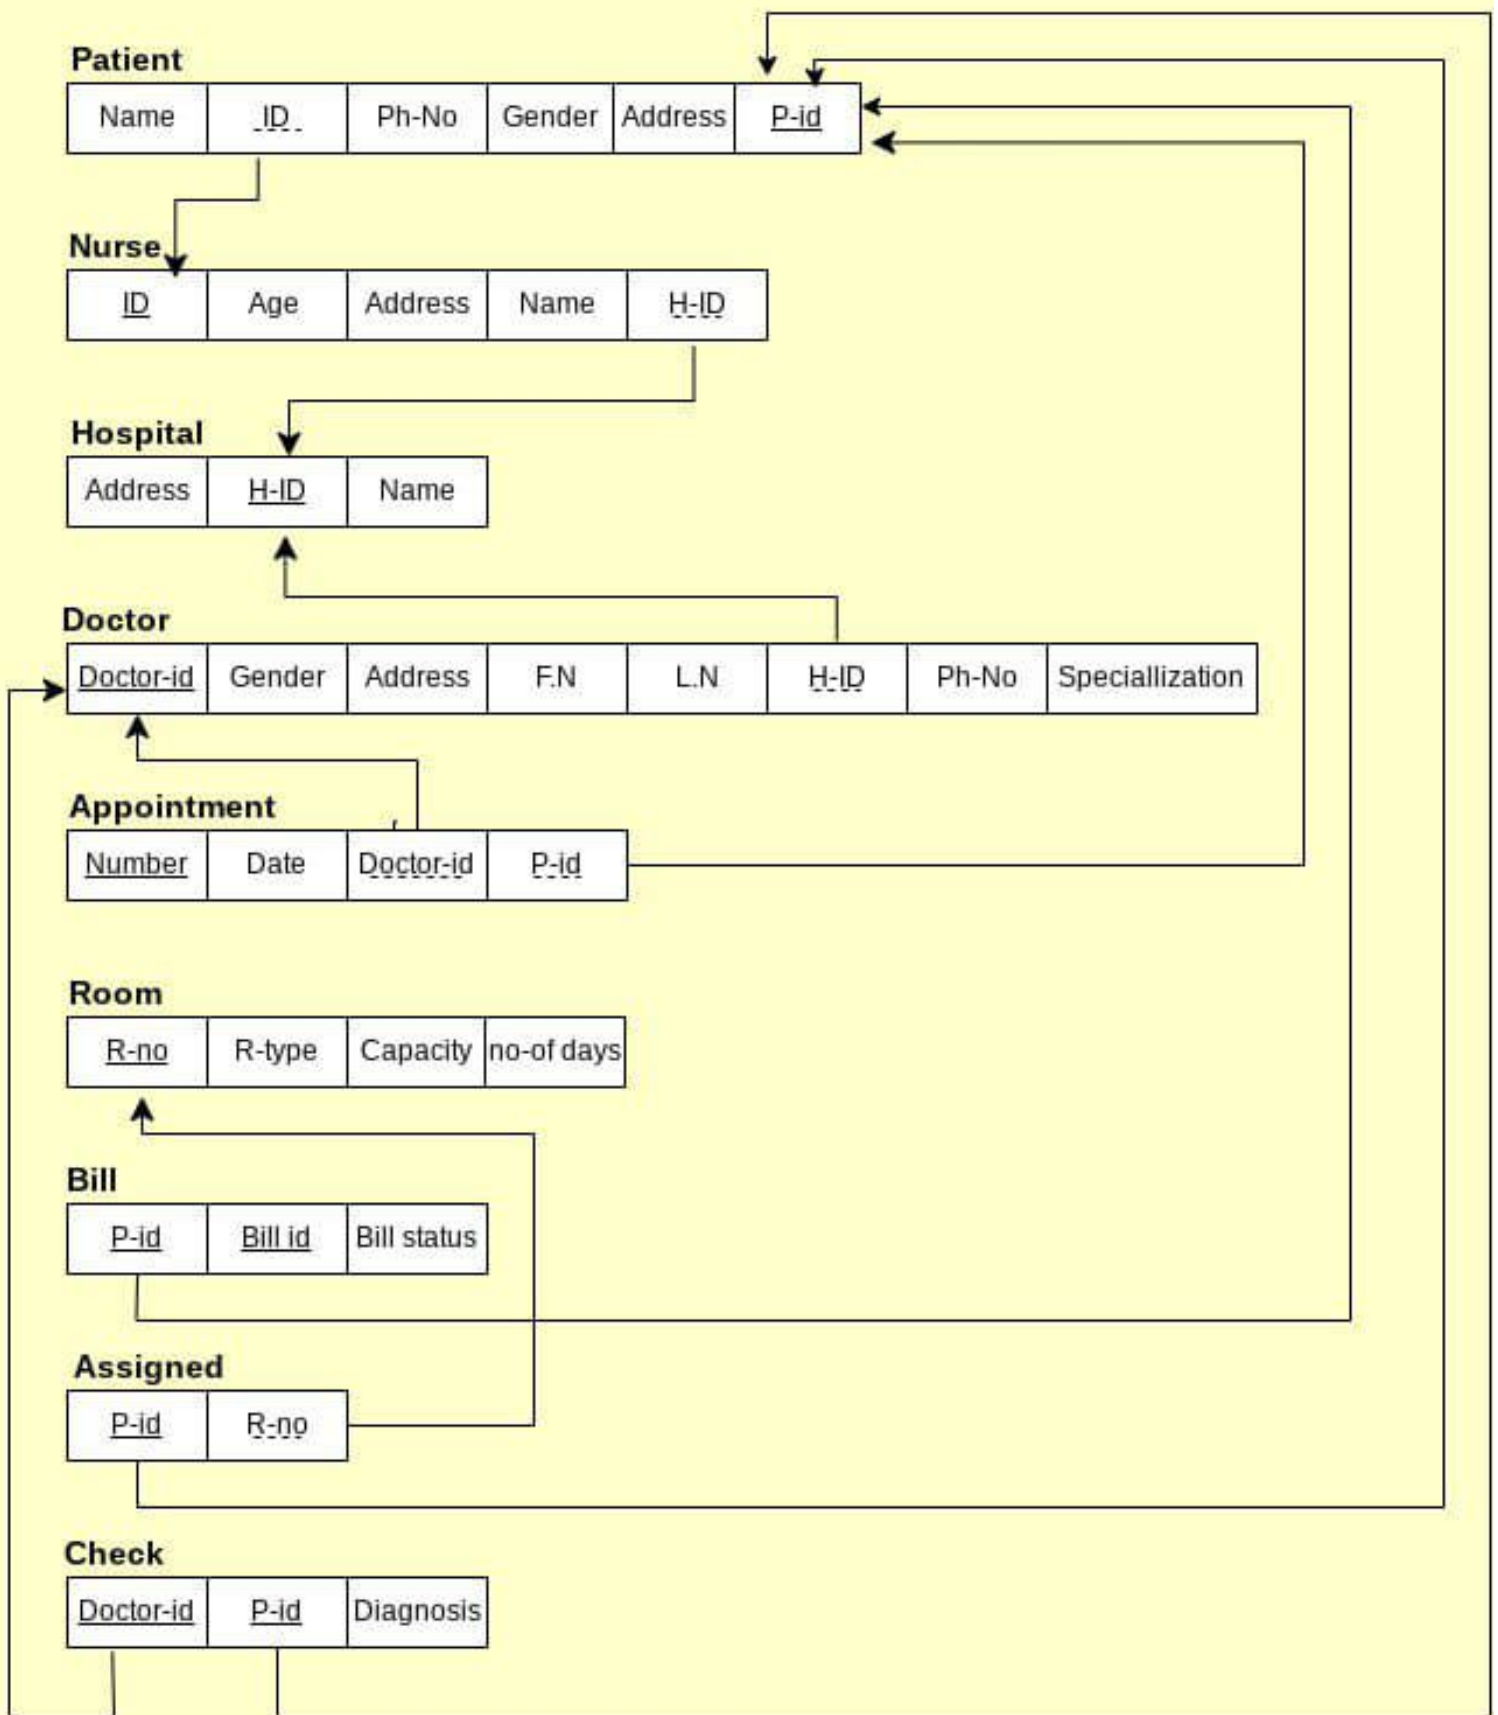 Patient
Name ID Ph-No Gender Address P-id
Nurse
ID Age Address Name H-ID
Hospital
Address H-ID Name
Doctor
Doctor-id Gender Address F.N L.N H-ID Ph-No Speciallization
Appointment
Number Date Doctor-id P-id
Room
R-no R-type Capacity no-of days
Bill
P-id Bill id Bill status
Assigned
P-id R-no
Check
Doctor-id P-id Diagnosis